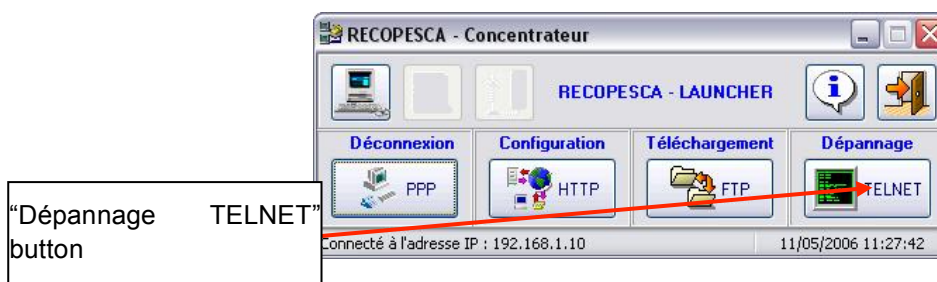 RECOPESCA - Concentrateur
RECOPESCA - LAUNCHER
Déconnexion Configuration Téléchargement Dépannage
PPP HTTP FTP TELNET
“Dépannage TELNET”
button
Connecté à l'adresse IP : 192.168.1.10 11/05/2006 11:27:42